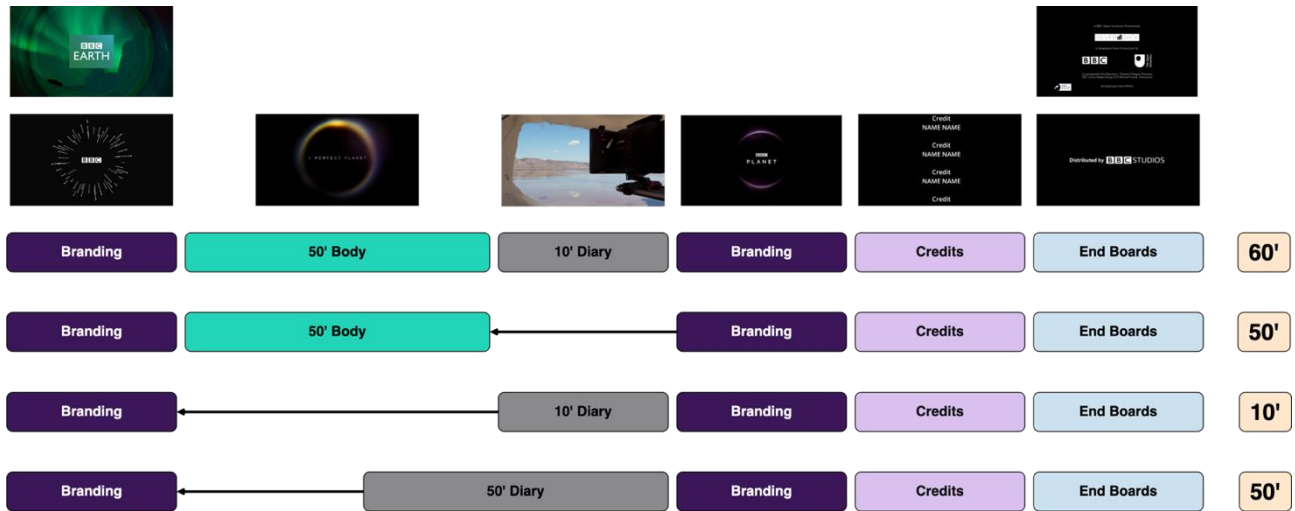 BBC
EARTH
BBC
A PERFECT PLANET
BBC
PLANET
Credit
NAME NAME
Credit
NAME NAME
Credit
NAME NAME
Credit
BBC
Distributed by BBC STUDIOS
Branding
50' Body
10' Diary
Branding
Credits
End Boards
60'
Branding
50' Body
Branding
Credits
End Boards
50'
Branding
10' Diary
Branding
Credits
End Boards
10'
Branding
50' Diary
Branding
Credits
End Boards
50'